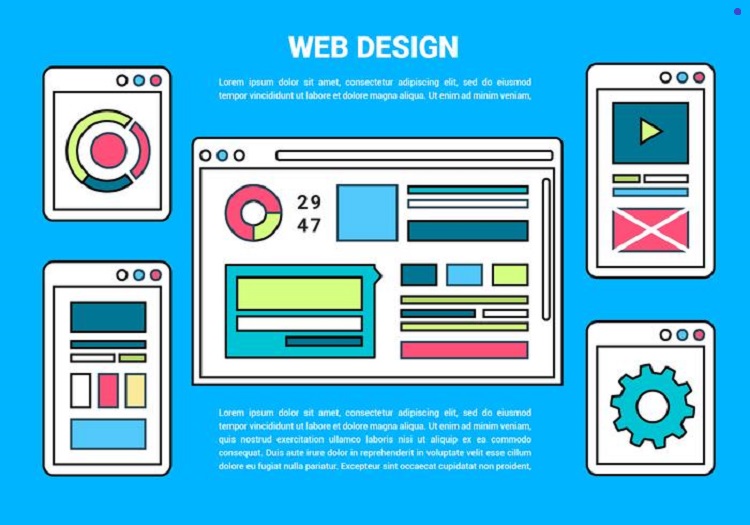 WEB DESIGN
Lorem ipsum dolor sit amet, consectetur adipiscing elit, sed do eiusmod
tempor vincididunt ut labore et dolore magna aliqua. Ut enim ad minim veniam,
29
47
Lorem ipsum dolor sit amet, consectetur adipiscing elit, sed do eiusmod
tempor vincididunt ut labore et dolore magna aliqua. Ut enim ad minim veniam,
quis nostrud exercitation ullamco laboris nisi ut aliquip ex ea commodo
consequat. Duis aute irure dolor in reprehenderit in voluptate velit esse cillum
dolore eu fugiat nulla pariatur. Excepteur sint occaecat cupidatat non proident,